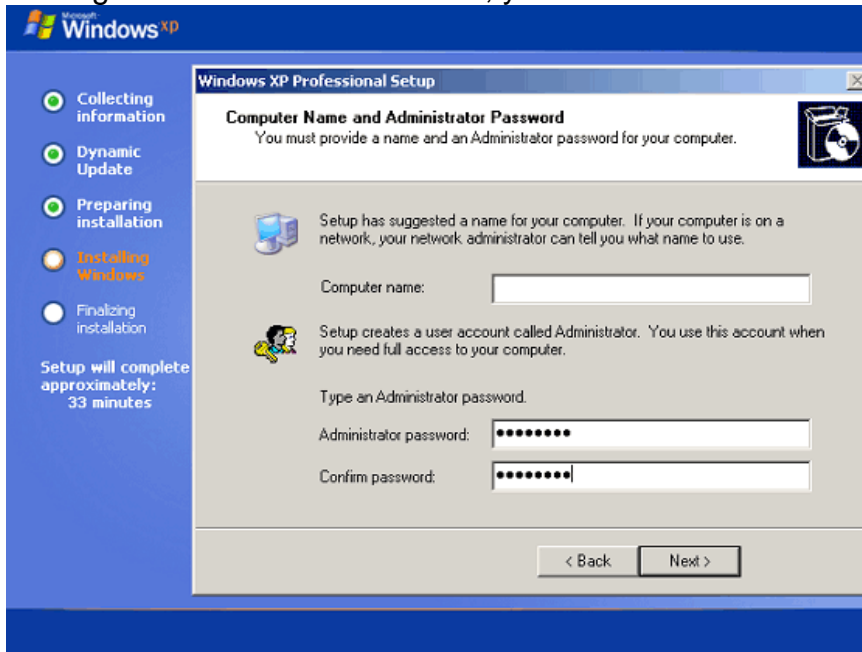 Microsoft
Windows xp
Collecting
information
Dynamic
Update
Preparing
installation
Installing
Windows
Finalizing
installation
Setup will complete
approximately:
33 minutes
Windows XP Professional Setup
Computer Name and Administrator Password
You must provide a name and an Administrator password for your computer.
Setup has suggested a name for your computer. If your computer is on a
network, your network administrator can tell you what name to use.
Computer name:
Setup creates a user account called Administrator. You use this account when
you need full access to your computer.
Type an Administrator password.
Administrator password: ••••••••
Confirm password: ••••••••
< Back Next >